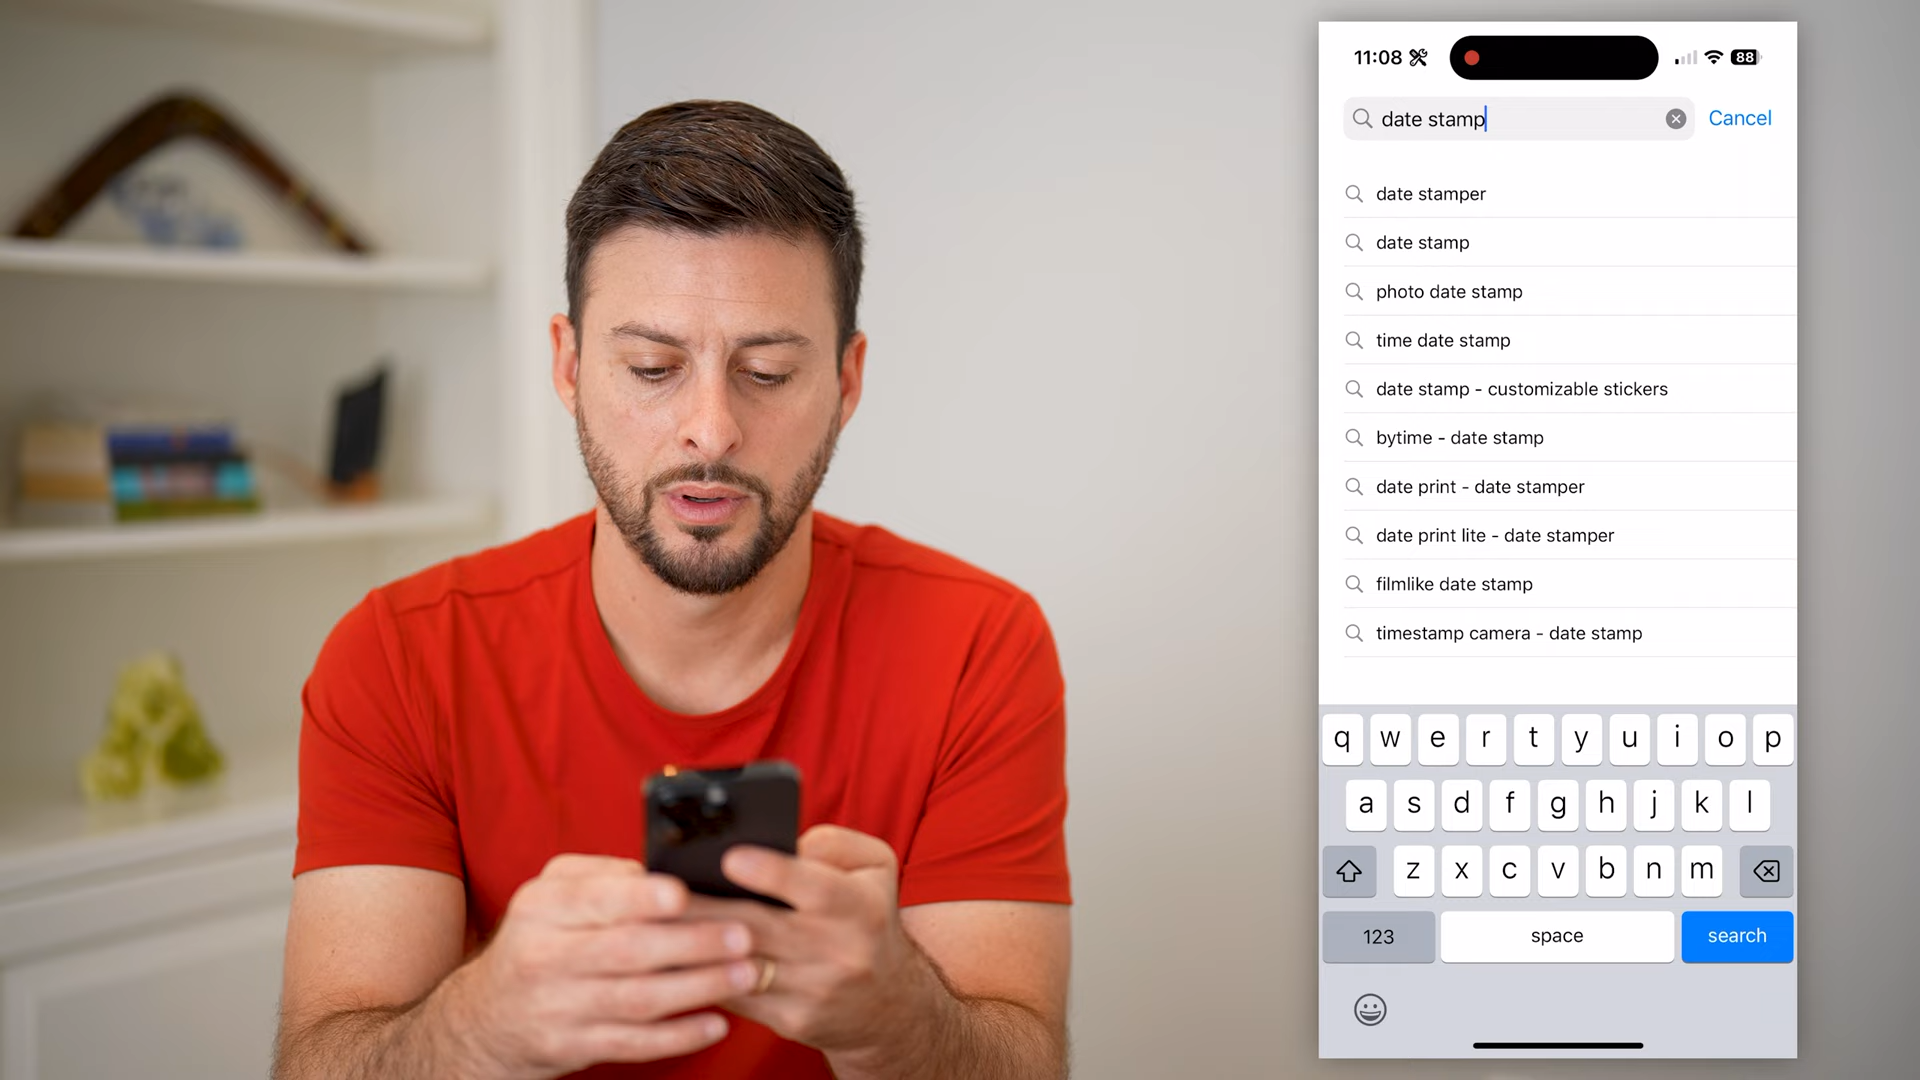 11:08
88
date stamp
Cancel
date stamper
date stamp
photo date stamp
time date stamp
date stamp - customizable stickers
bytime - date stamp
date print - date stamper
date print lite - date stamper
filmlike date stamp
timestamp camera - date stamp
q w e r t y u i o p
a s d f g h j k l
z x c v b n m
123 space search